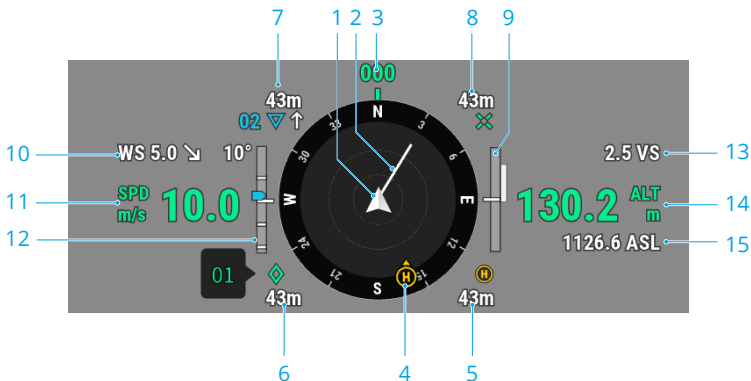 7 1 2 3 8 9
000
43m 43m
02
N
33 3
10 WS 5.0 10° 30 6 2.5 VS 13
11 SPD m/s 10.0 W E 130.2 ALT m 14
12 24 12 1126.6 ASL 15
01 21 S H 15 H
43m 43m
6 4 5